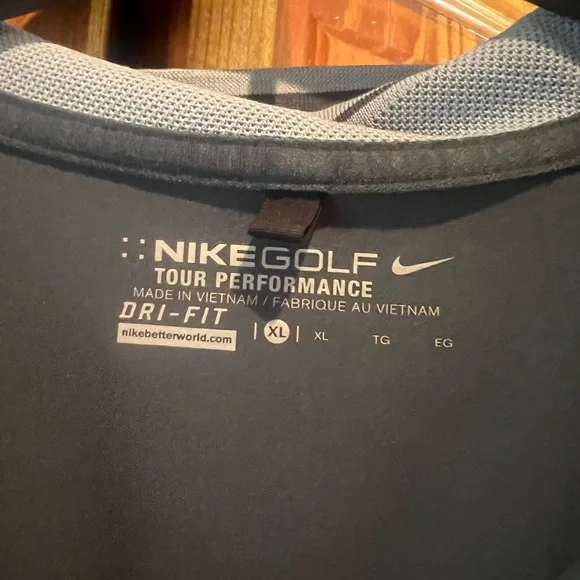 NIKEGOLF
TOUR PERFORMANCE
MADE IN VIETNAM / FABRIQUE AU VIETNAM
DRI-FIT
nikebetterworld.com | XL | XL TG EG